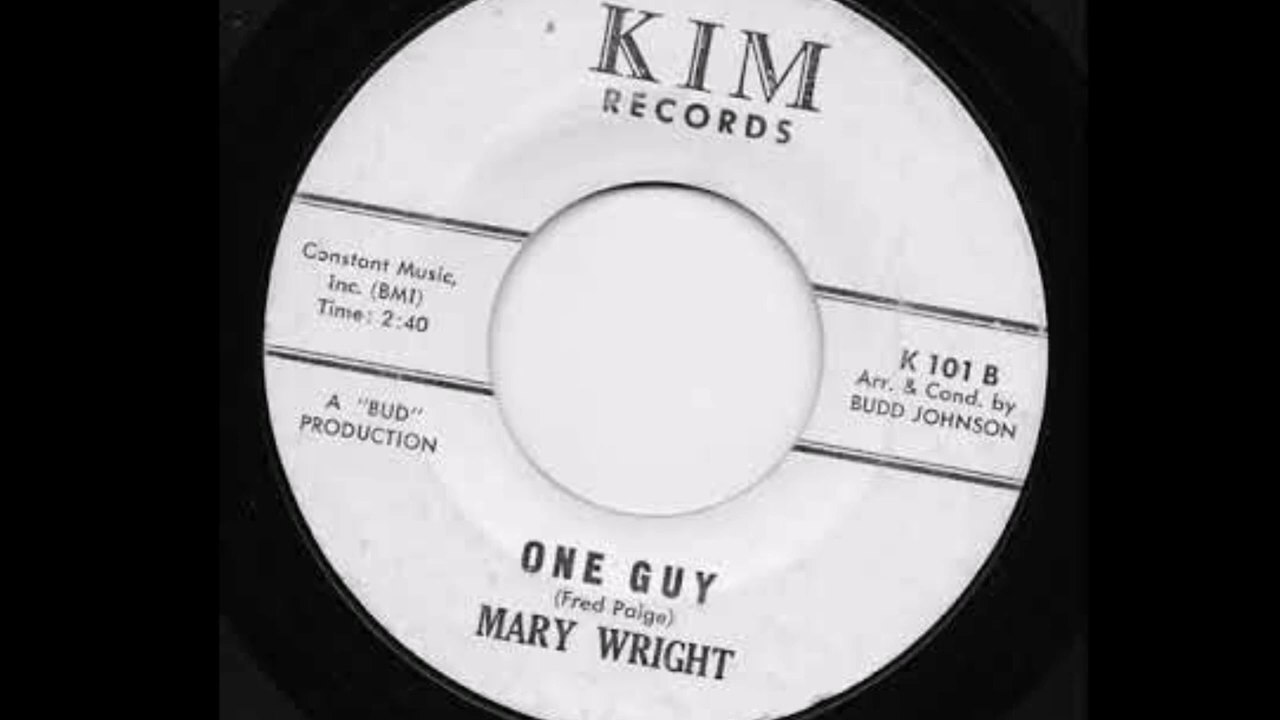 KIM
RECORDS
Constant Music,
Inc. (BMI)
Time: 2:40
K 101 B
Arr. & Cond. by
BUDD JOHNSON
A "BUD"
PRODUCTION
ONE GUY
(Fred Paige)
MARY WRIGHT